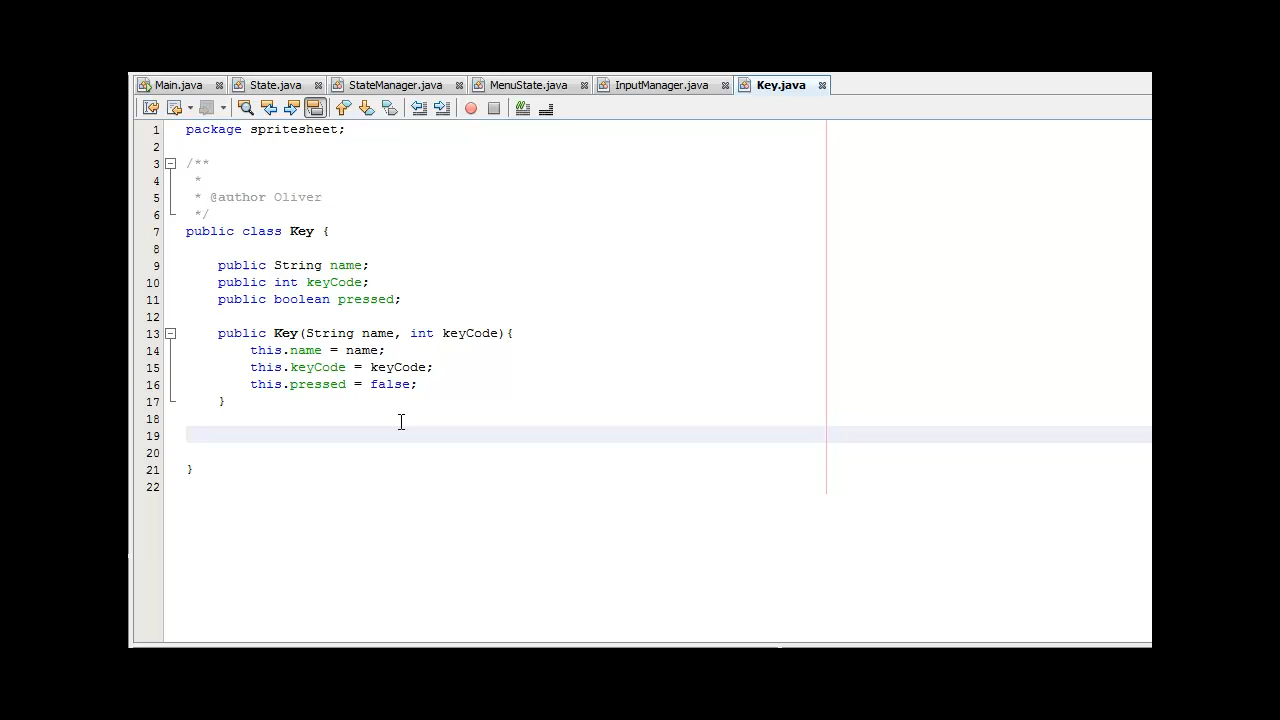 Main.java State.java StateManager.java MenuState.java InputManager.java Key.java
1 package spritesheet;
2
3 /**
4 *
5 * @author Oliver
6 */
7 public class Key {
8
9 public String name;
10 public int keyCode;
11 public boolean pressed;
12
13 public Key(String name, int keyCode){
14 this.name = name;
15 this.keyCode = keyCode;
16 this.pressed = false;
17 }
18
19
20
21 }
22